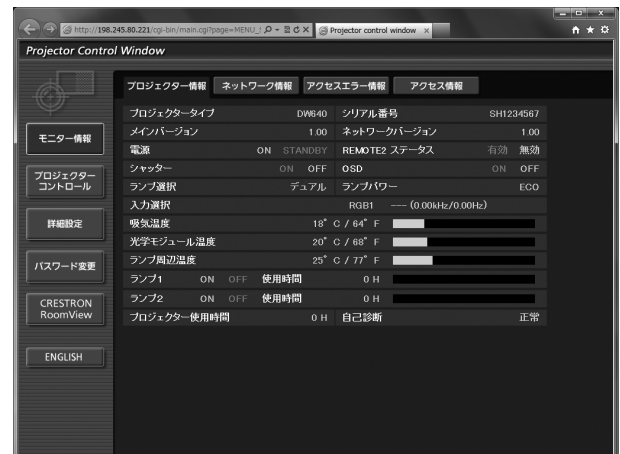 http://198.245.80.221/cgi-bin/main.cgi?page=MENU_
Projector control window
Projector Control Window
プロジェクター情報 ネットワーク情報 アクセスエラー情報 アクセス情報
モニター情報
プロジェクター
コントロール
詳細設定
パスワード変更
CRESTRON
RoomView
ENGLISH
プロジェクタータイプ DW640 シリアル番号 SH1234567
メインバージョン 1.00 ネットワークバージョン 1.00
電源 ON STANDBY REMOTE2 ステータス 有効 無効
シャッター ON OFF OSD ON OFF
ランプ選択 デュアル ランプパワー ECO
入力選択 RGB1 --- (0.00kHz/0.00Hz)
吸気温度 18° C / 64° F
光学モジュール温度 20° C / 68° F
ランプ周辺温度 25° C / 77° F
ランプ1 ON OFF 使用時間 0 H
ランプ2 ON OFF 使用時間 0 H
プロジェクター使用時間 0 H 自己診断 正常